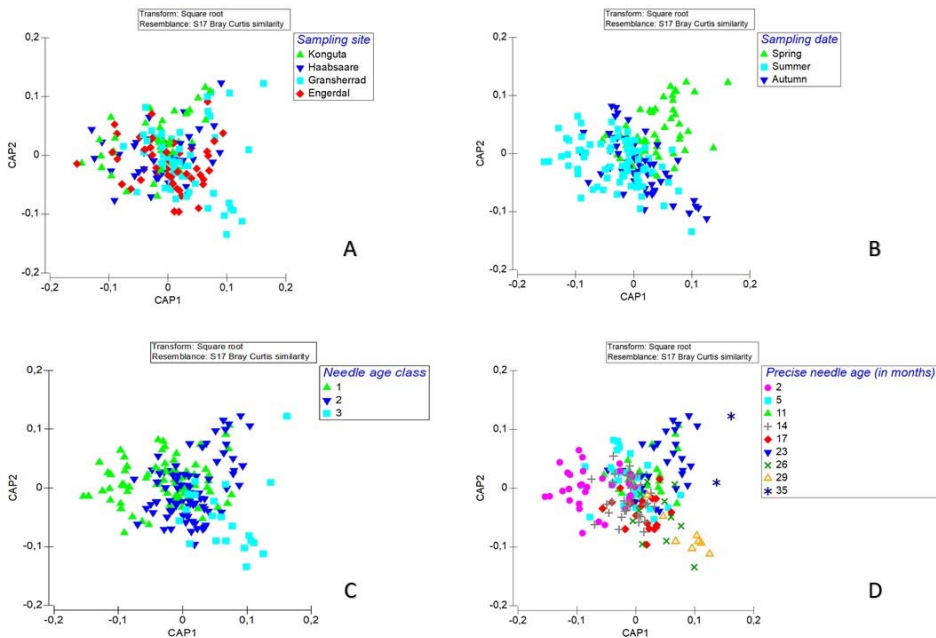 Transform: Square root
Resemblance: S17 Bray Curtis similarity
0,2
0,1
0
-0,1
-0,2
CAP2
-0,2
-0,1
0
0,1
0,2
CAP1
Sampling site
Konguta
Haabsaare
Gransherrad
Engerdal
A
Transform: Square root
Resemblance: S17 Bray Curtis similarity
0,2
0,1
0
-0,1
-0,2
CAP2
-0,2
-0,1
0
0,1
0,2
CAP1
Sampling date
Spring
Summer
Autumn
B
Transform: Square root
Resemblance: S17 Bray Curtis similarity
0,2
0,1
0
-0,1
-0,2
CAP2
-0,2
-0,1
0
0,1
0,2
CAP1
Needle age class
1
2
3
C
Transform: Square root
Resemblance: S17 Bray Curtis similarity
0,2
0,1
0
-0,1
-0,2
CAP2
-0,2
-0,1
0
0,1
0,2
CAP1
Precise needle age (in months)
2
5
11
14
17
23
26
29
35
D